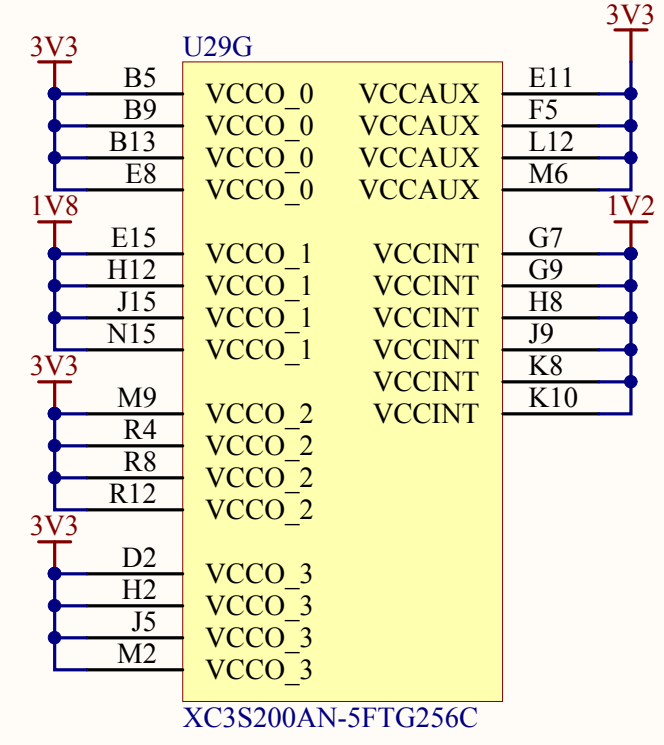 3V3
3V3
U29G
B5 VCCO_0 VCCAUX E11
B9 VCCO_0 VCCAUX F5
B13 VCCO_0 VCCAUX L12
E8 VCCO_0 VCCAUX M6
1V8
1V2
E15 VCCO_1 VCCINT G7
H12 VCCO_1 VCCINT G9
J15 VCCO_1 VCCINT H8
N15 VCCO_1 VCCINT J9
3V3
VCCINT K8
M9 VCCO_2 VCCINT K10
R4 VCCO_2
R8 VCCO_2
R12 VCCO_2
3V3
D2 VCCO_3
H2 VCCO_3
J5 VCCO_3
M2 VCCO_3
XC3S200AN-5FTG256C